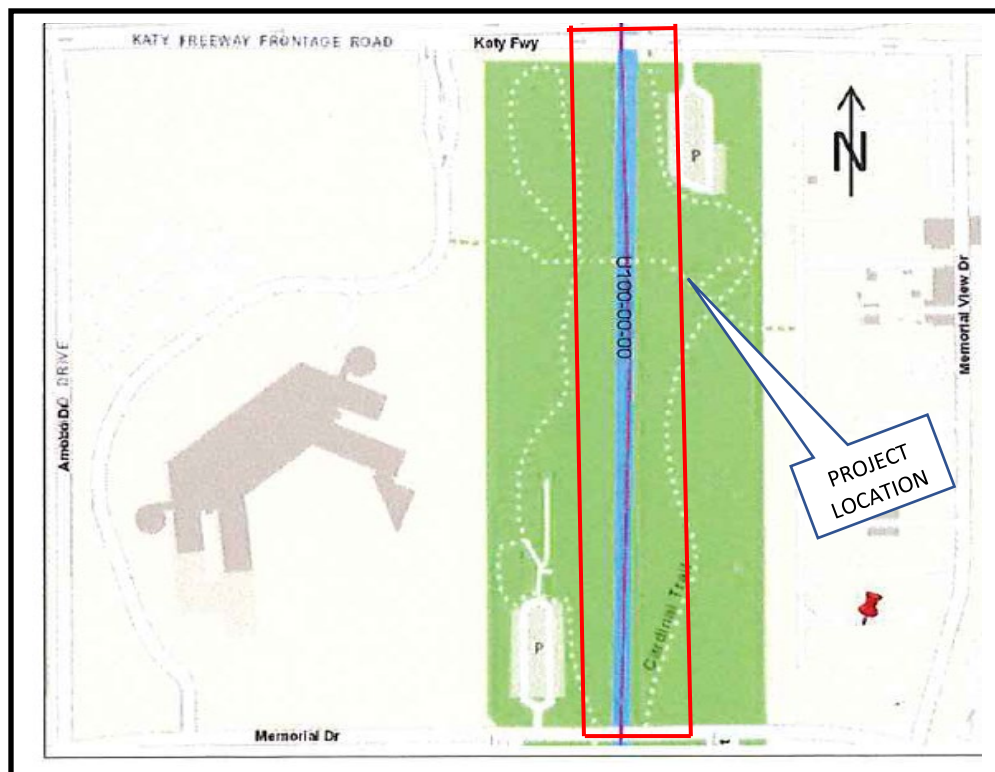 KATY FREEWAY FRONTAGE ROAD
Katy Fwy
P
N
U100-00-00
Memorial View Dr
DRIVE
PROJECT
LOCATION
Cardinal Trail
P
Memorial Dr